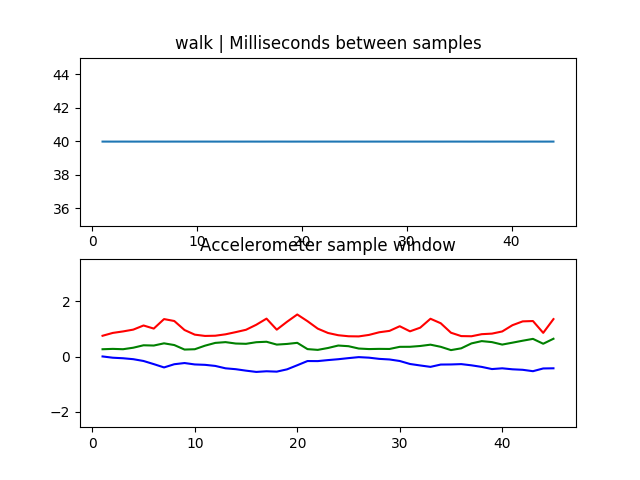 walk | Milliseconds between samples
44
42
40
38
36
0 10 20 30 40
Accelerometer sample window
2
0
−2
0 10 20 30 40